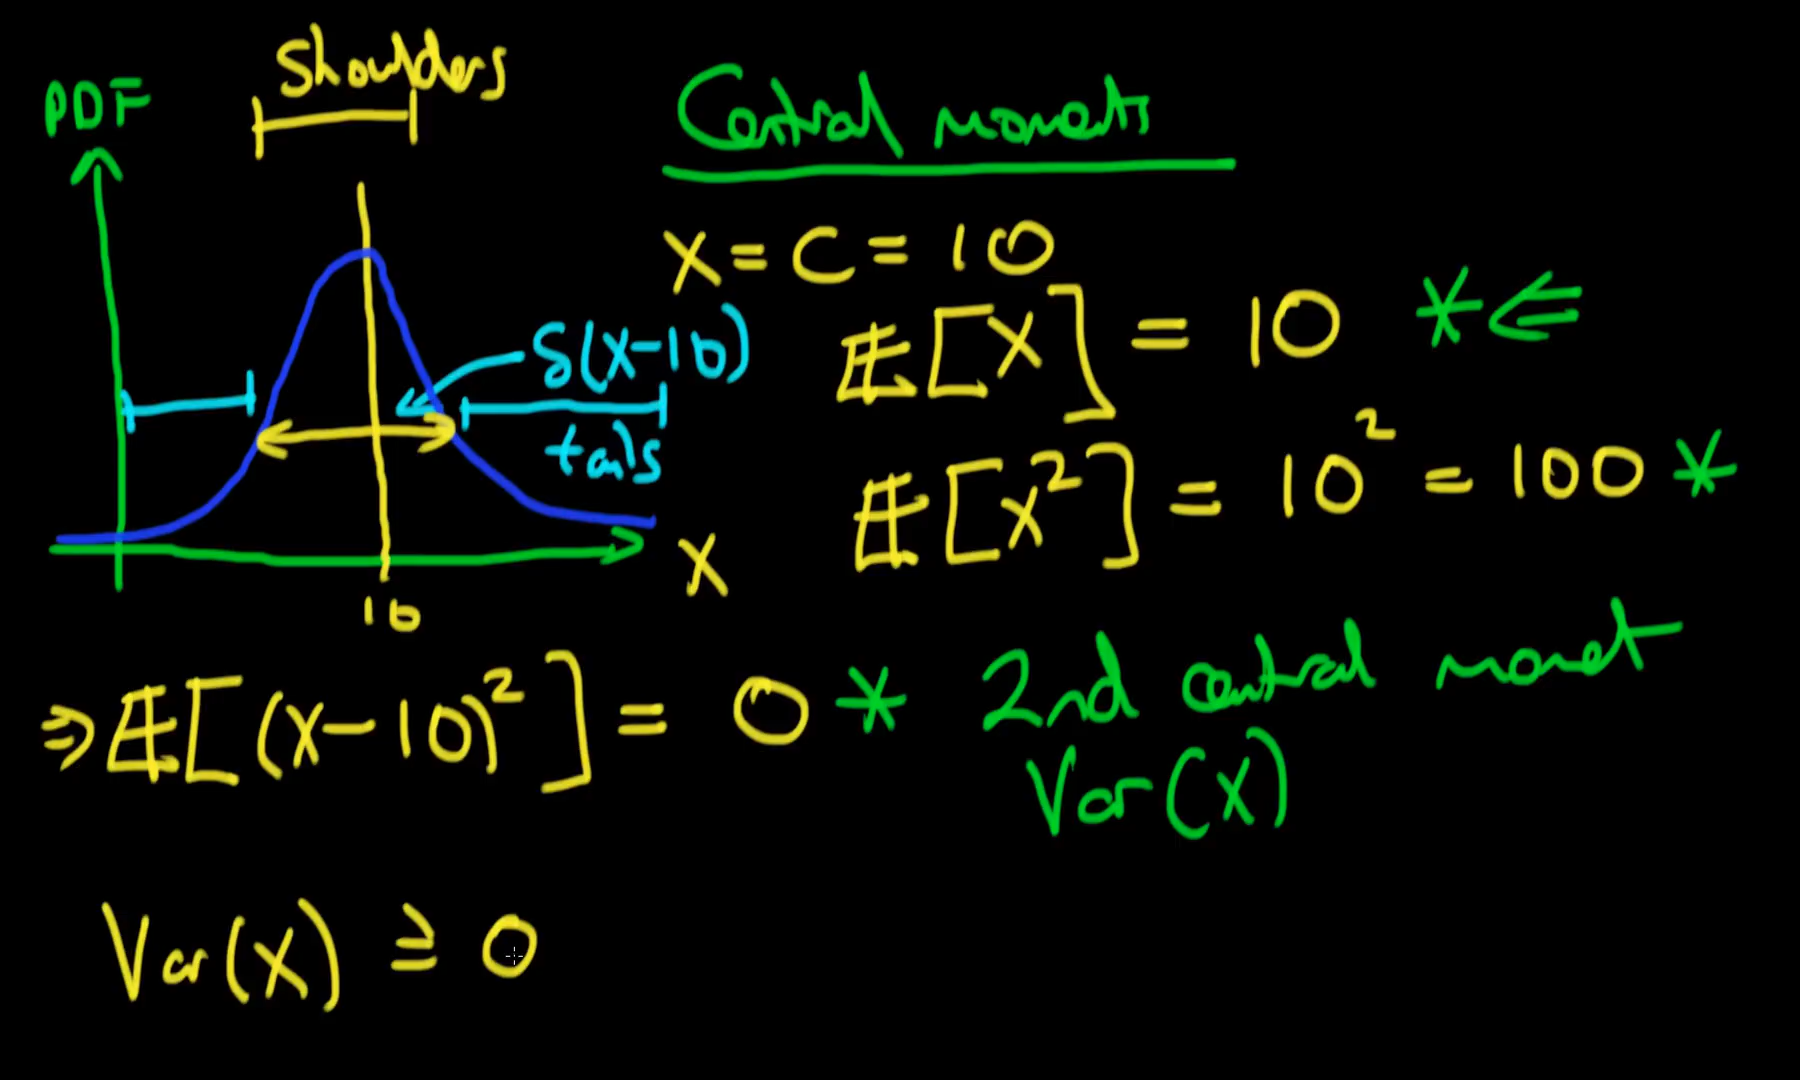 Shoulders
PDF
Central moments
X = C = 10
δ(X-10)
𝔼[X] = 10 * ⇐
tails
𝔼[X²] = 10² = 100 *
X
10
⇒ 𝔼[(X-10)²] = 0 * 2nd central moment
Var(X)
Var(X) ≥ 0